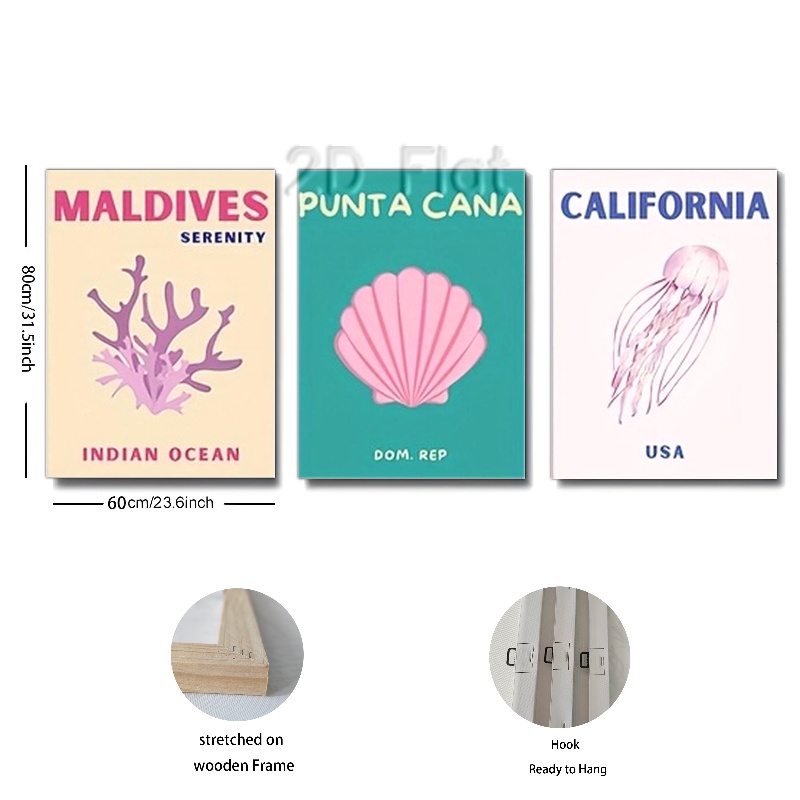 2D Flat
MALDIVES
SERENITY
INDIAN OCEAN
PUNTA CANA
DOM. REP
CALIFORNIA
USA
80cm/31.5inch
60cm/23.6inch
stretched on
wooden Frame
Hook
Ready to Hang